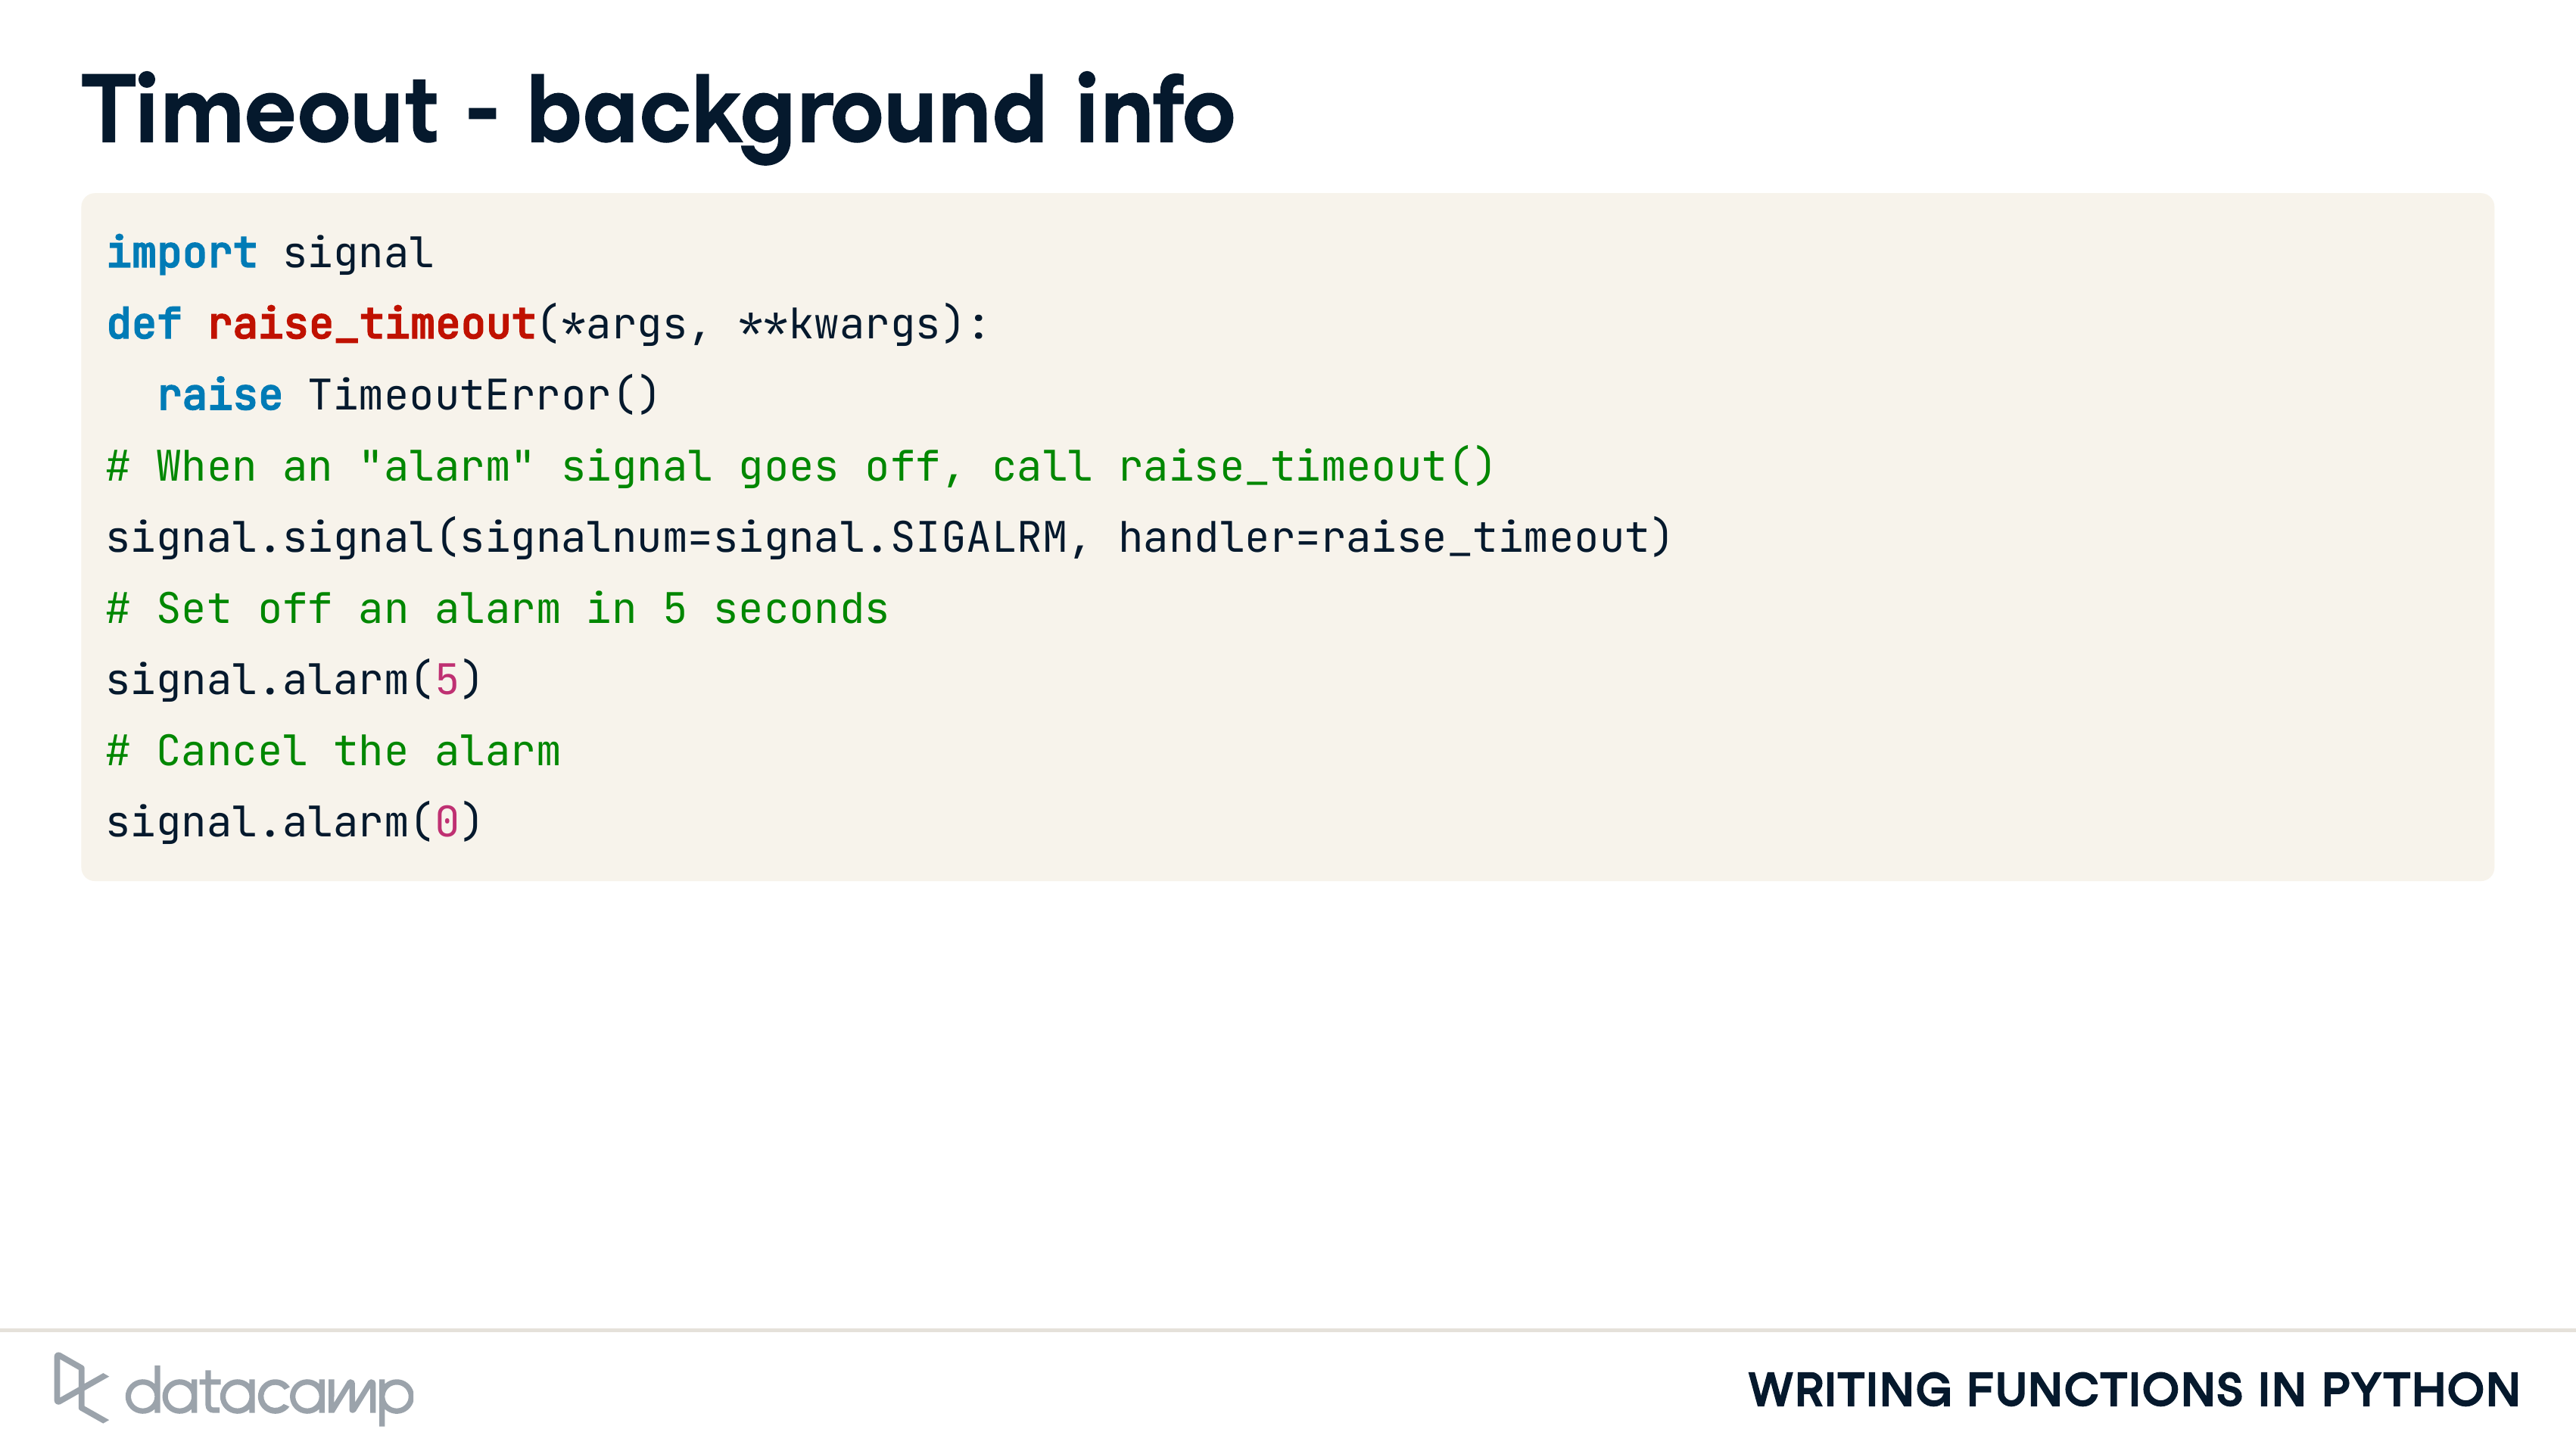 Timeout - background info
import signal
def raise_timeout(*args, **kwargs):
  raise TimeoutError()
# When an "alarm" signal goes off, call raise_timeout()
signal.signal(signalnum=signal.SIGALRM, handler=raise_timeout)
# Set off an alarm in 5 seconds
signal.alarm(5)
# Cancel the alarm
signal.alarm(0)
datacamp
WRITING FUNCTIONS IN PYTHON